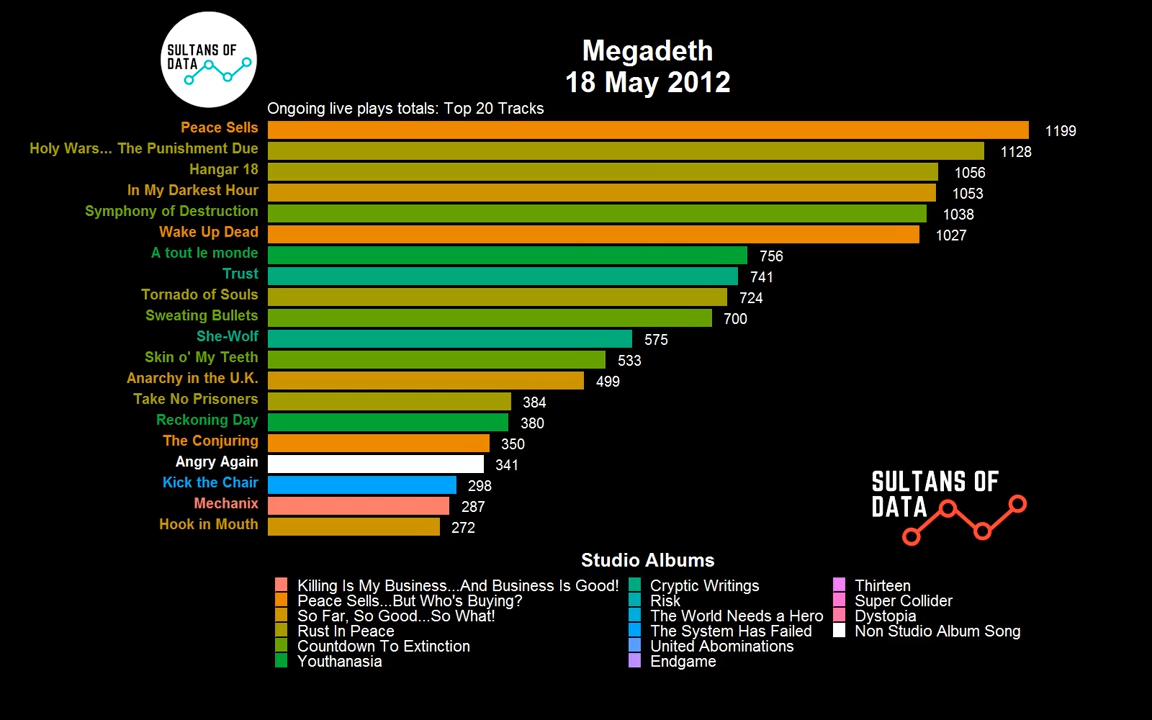 SULTANS OF
DATA
Megadeth
18 May 2012
Ongoing live plays totals: Top 20 Tracks
Peace Sells 1199
Holy Wars... The Punishment Due 1128
Hangar 18 1056
In My Darkest Hour 1053
Symphony of Destruction 1038
Wake Up Dead 1027
A tout le monde 756
Trust 741
Tornado of Souls 724
Sweating Bullets 700
She-Wolf 575
Skin o' My Teeth 533
Anarchy in the U.K. 499
Take No Prisoners 384
Reckoning Day 380
The Conjuring 350
Angry Again 341
Kick the Chair 298
Mechanix 287
Hook in Mouth 272
SULTANS OF
DATA
Studio Albums
Killing Is My Business...And Business Is Good! Cryptic Writings Thirteen
Peace Sells...But Who's Buying? Risk Super Collider
So Far, So Good...So What! The World Needs a Hero Dystopia
Rust In Peace The System Has Failed Non Studio Album Song
Countdown To Extinction United Abominations
Youthanasia Endgame